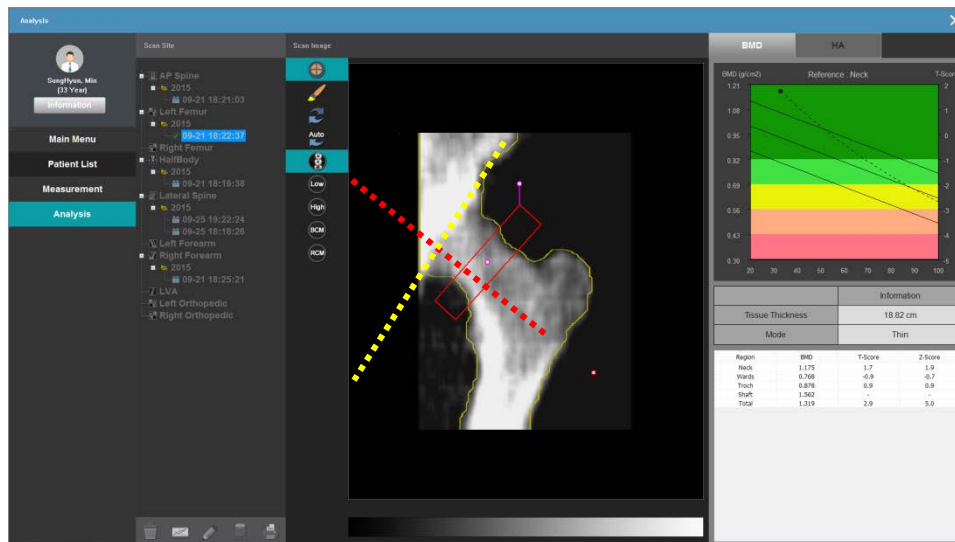 Analysis
SangHyun, Min
(33 Year)
Information
Main Menu
Patient List
Measurement
Analysis
Scan Site
AP Spine
2015
09-21 18:21:03
Left Femur
2015
09-21 18:22:37
Right Femur
HalfBody
2015
09-21 18:19:38
Lateral Spine
2015
09-25 19:22:24
09-25 18:18:28
Left Forearm
Right Forearm
2015
09-21 18:25:21
LVA
Left Orthopedic
Right Orthopedic
Scan Image
Auto
Low
High
BCM
RCM
BMD HA
BMD (g/cm2) Reference : Neck T-Score
1.21 2
1.08 1
0.95 0
0.82 -1
0.69 -2
0.56 -3
0.43 -4
0.30 -5
20 30 40 50 60 70 80 90 100
Information
Tissue Thickness 18.82 cm
Mode Thin
Region BMD T-Score Z-Score
Neck 1.175 1.7 1.9
Wards 0.768 -0.9 -0.7
Troch 0.878 0.9 0.9
Shaft 1.562 - -
Total 1.319 2.9 5.0